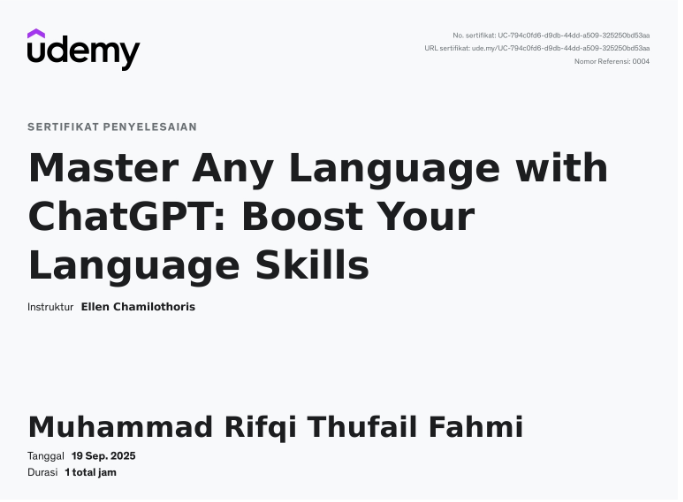 udemy
No. sertifikat: UC-794c0fd6-d9db-44dd-a509-325250bd53aa
URL sertifikat: ude.my/UC-794c0fd6-d9db-44dd-a509-325250bd53aa
Nomor Referensi: 0004
SERTIFIKAT PENYELESAIAN
Master Any Language with
ChatGPT: Boost Your
Language Skills
Instruktur Ellen Chamilothoris
Muhammad Rifqi Thufail Fahmi
Tanggal 19 Sep. 2025
Durasi 1 total jam